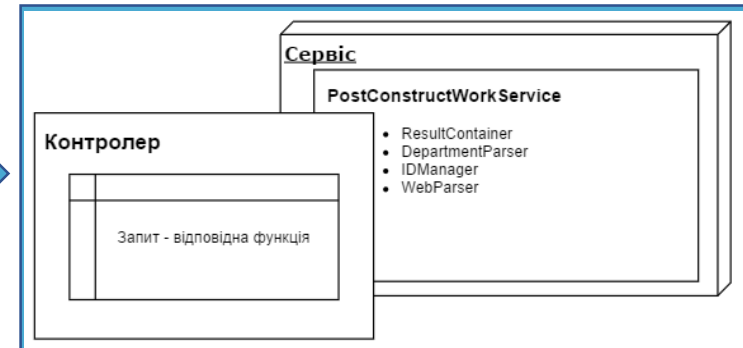 Сервіс
PostConstructWorkService
• ResultContainer
• DepartmentParser
• IDManager
• WebParser
Контролер
Запит - відповідна функція